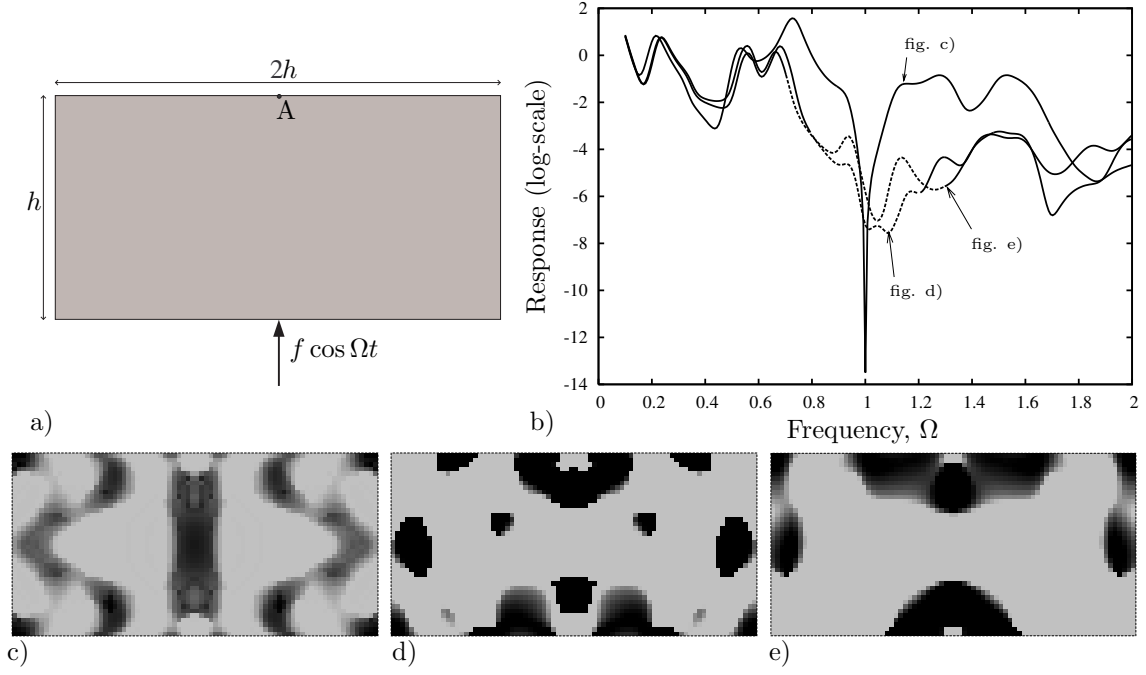 2h
A
h
f cos Ωt
a)
2
0
-2
-4
-6
-8
-10
-12
-14
Response (log-scale)
fig. c)
fig. e)
fig. d)
0
0.2
0.4
0.6
0.8
1
1.2
1.4
1.6
1.8
2
b)
Frequency, Ω
c)
d)
e)